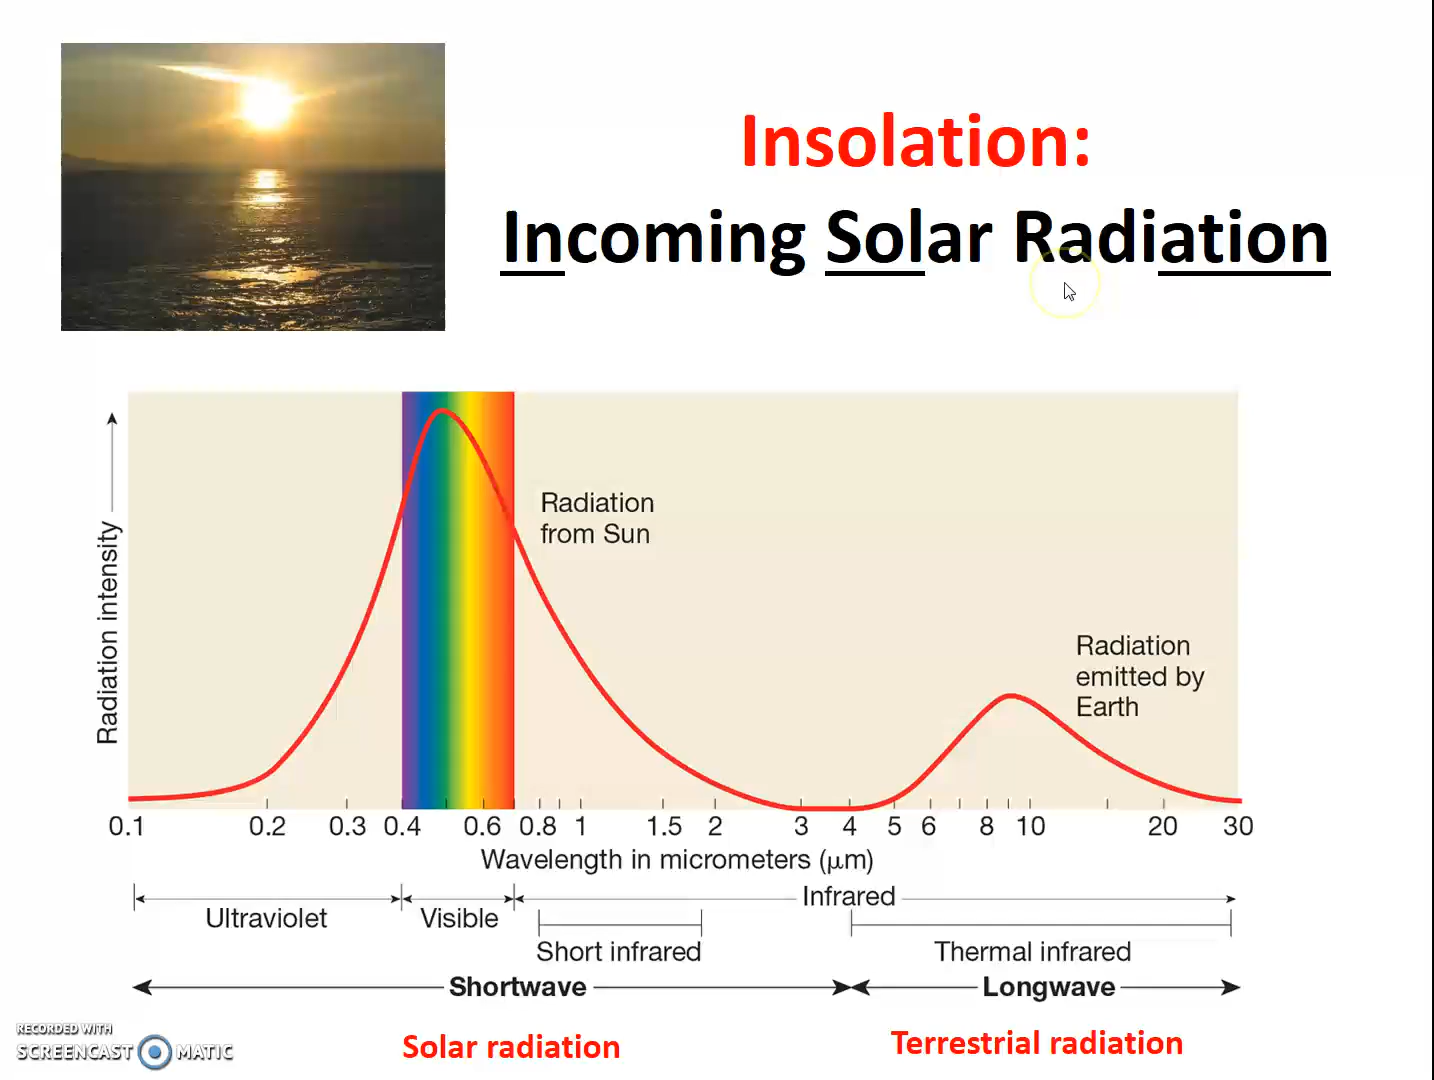 Insolation:
Incoming Solar Radiation
Radiation intensity
Radiation
from Sun
Radiation
emitted by
Earth
0.1 0.2 0.3 0.4 0.6 0.8 1 1.5 2 3 4 5 6 8 10 20 30
Wavelength in micrometers (μm)
Infrared
Ultraviolet Visible
Short infrared Thermal infrared
Shortwave Longwave
Solar radiation Terrestrial radiation
RECORDED WITH
SCREENCAST MATIC